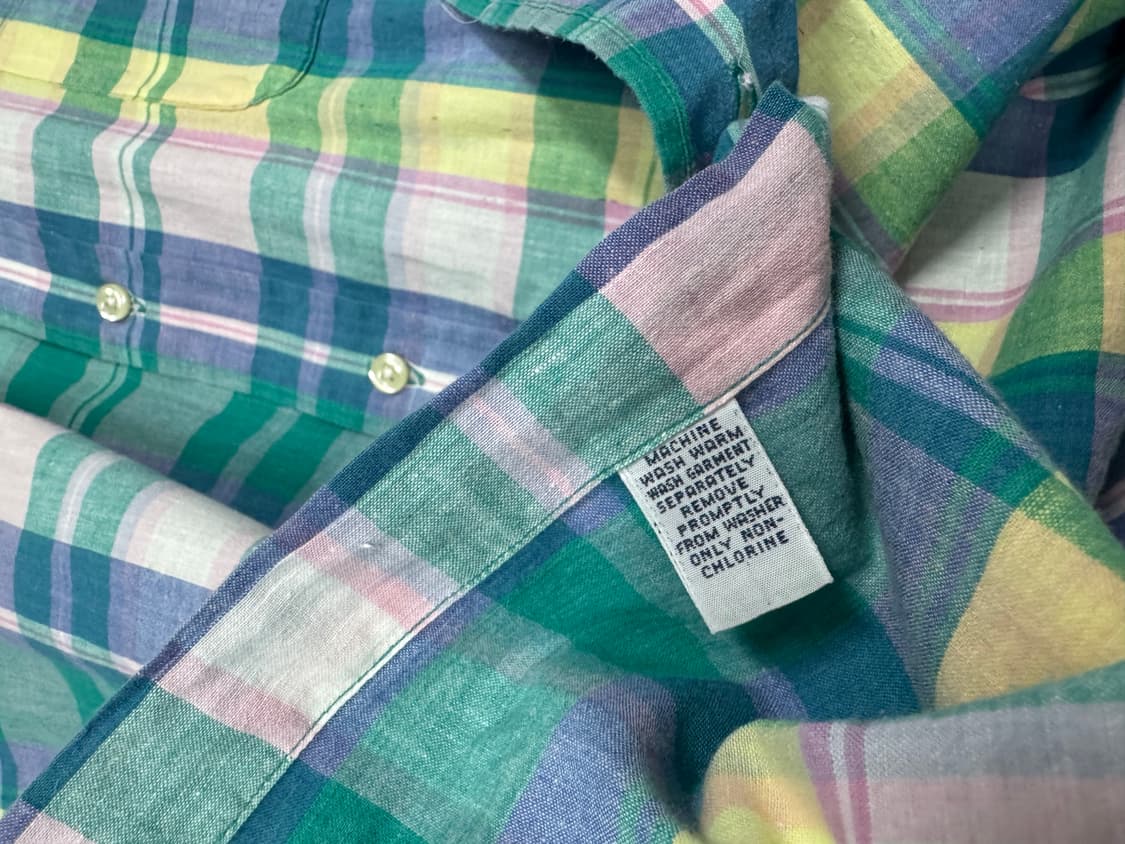 MACHINE
WASH WARM
WASH GARMENT
SEPARATELY
REMOVE
PROMPTLY
FROM WASHER
ONLY NON-
CHLORINE